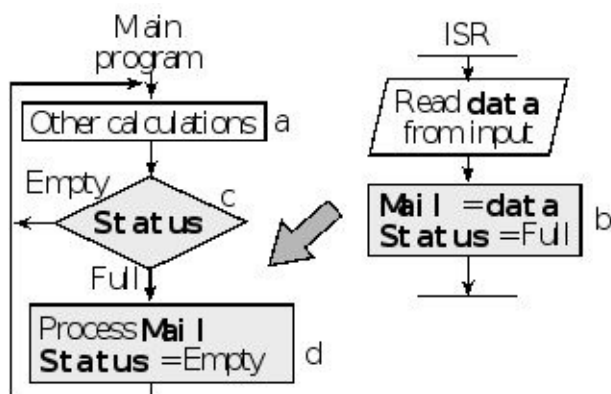 Main
program
Other calculations
a
Empty
c
Status
Full
Process Mail
Status = Empty
d
ISR
Read data
from input
Mail = data
Status = Full
b